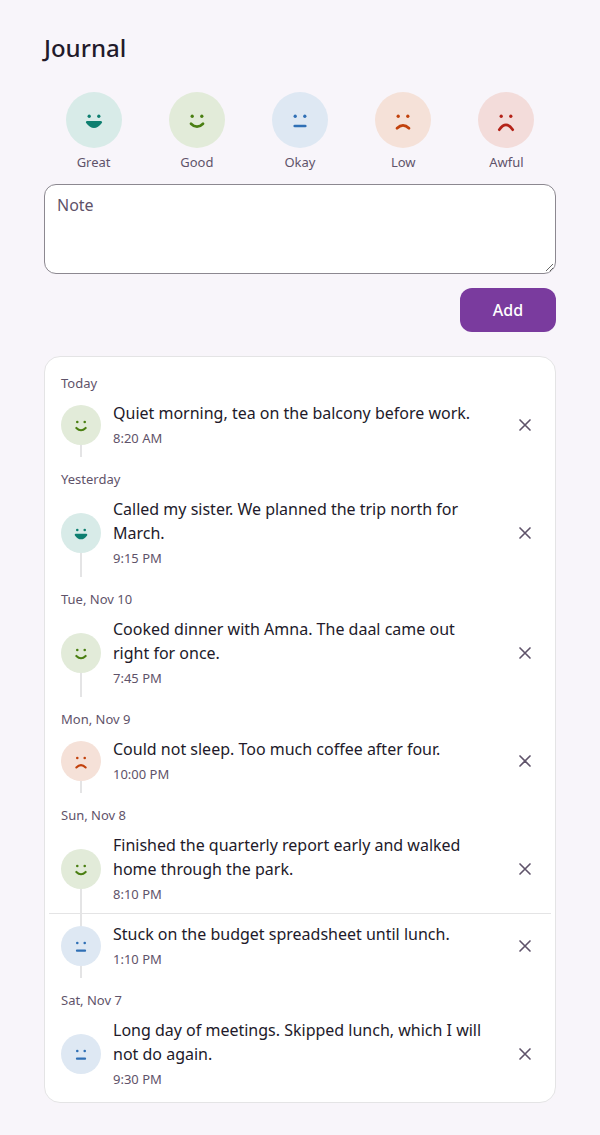 Journal
Great
Good
Okay
Low
Awful
Note
Add
Today
Quiet morning, tea on the balcony before work.
8:20 AM
Yesterday
Called my sister. We planned the trip north for
March.
9:15 PM
Tue, Nov 10
Cooked dinner with Amna. The daal came out
right for once.
7:45 PM
Mon, Nov 9
Could not sleep. Too much coffee after four.
10:00 PM
Sun, Nov 8
Finished the quarterly report early and walked
home through the park.
8:10 PM
Stuck on the budget spreadsheet until lunch.
1:10 PM
Sat, Nov 7
Long day of meetings. Skipped lunch, which I will
not do again.
9:30 PM